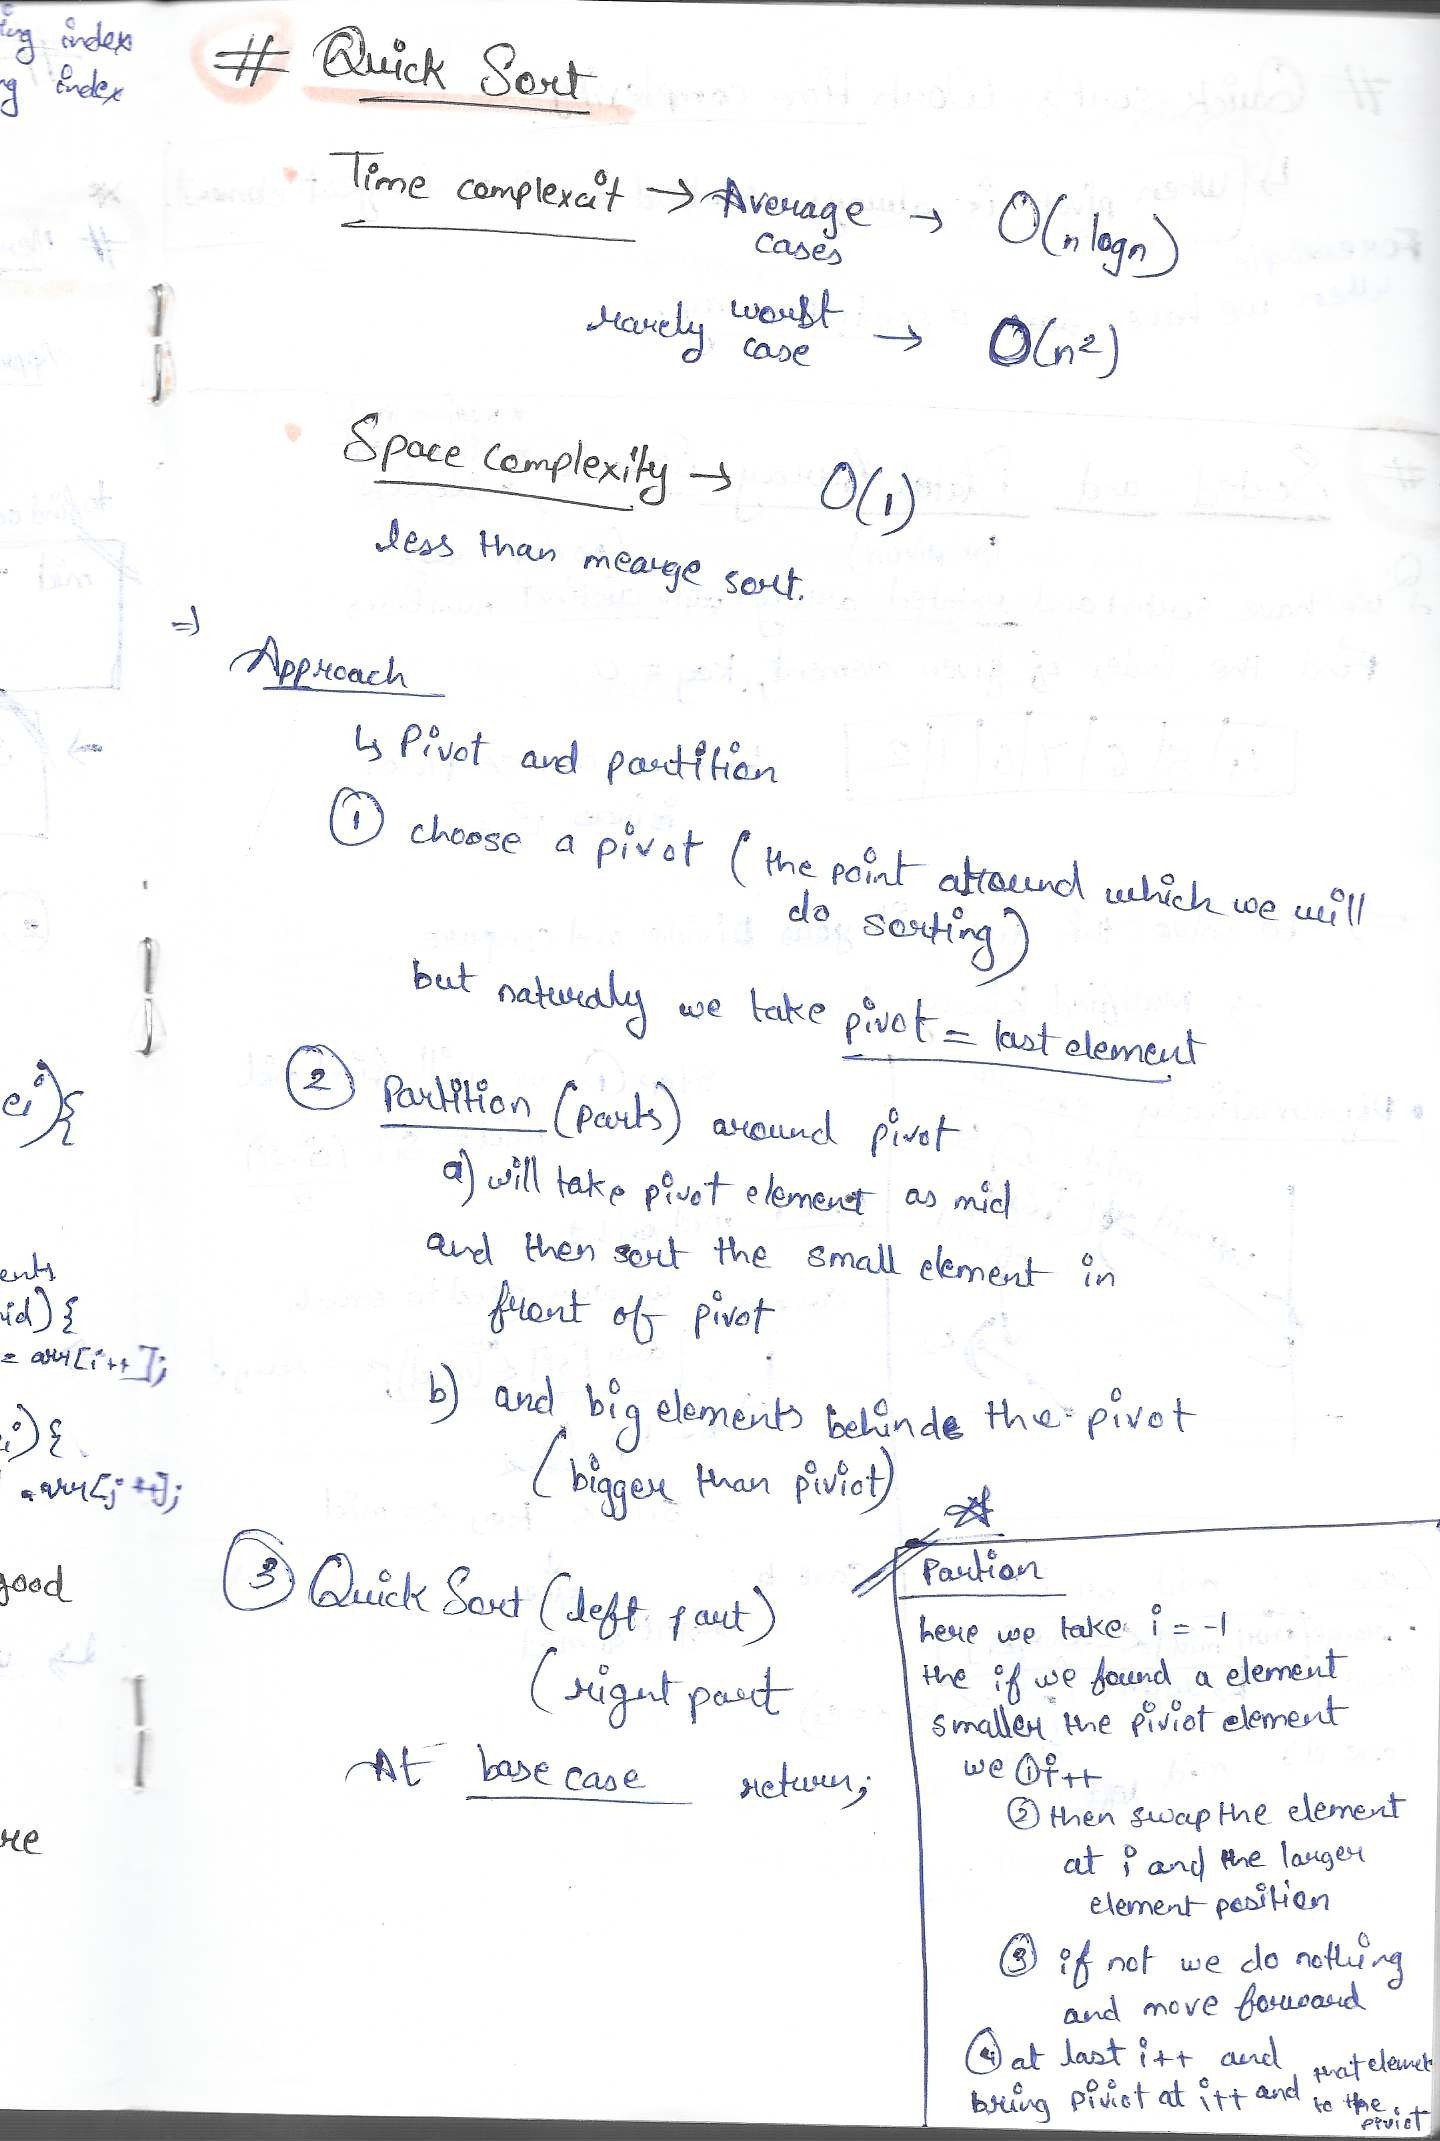 ing index
ng index
# Quick Sort
Time complexcit → Average cases → O(n logn)
rarely worst case → O(n2)
Space complexity → O(1)
less than mearge sort.
⇒ Approach
↳ Pivot and partition
① choose a pivot (the point around which we will
do sorting)
but naturaly we take pivot = last element
② Partition (parts) around pivot
a) will take pivot element as mid
and then sort the small element in
front of pivot
b) and big elements behinde the pivot
(bigger than piviot)
③ Quick Sort (left part)
(right part
At base case return;
Partion
here we take i = -1
the if we found a element
smaller the piviot element
we ① i++
② then swap the element
at i and the larger
element position
③ if not we do nothing
and move forward
④ at last i++ and that elemet
bring piviot at i++ and to the piviot
ei){
ents
id) {
= arr[i++];
i) {
arr[j++];
good
re